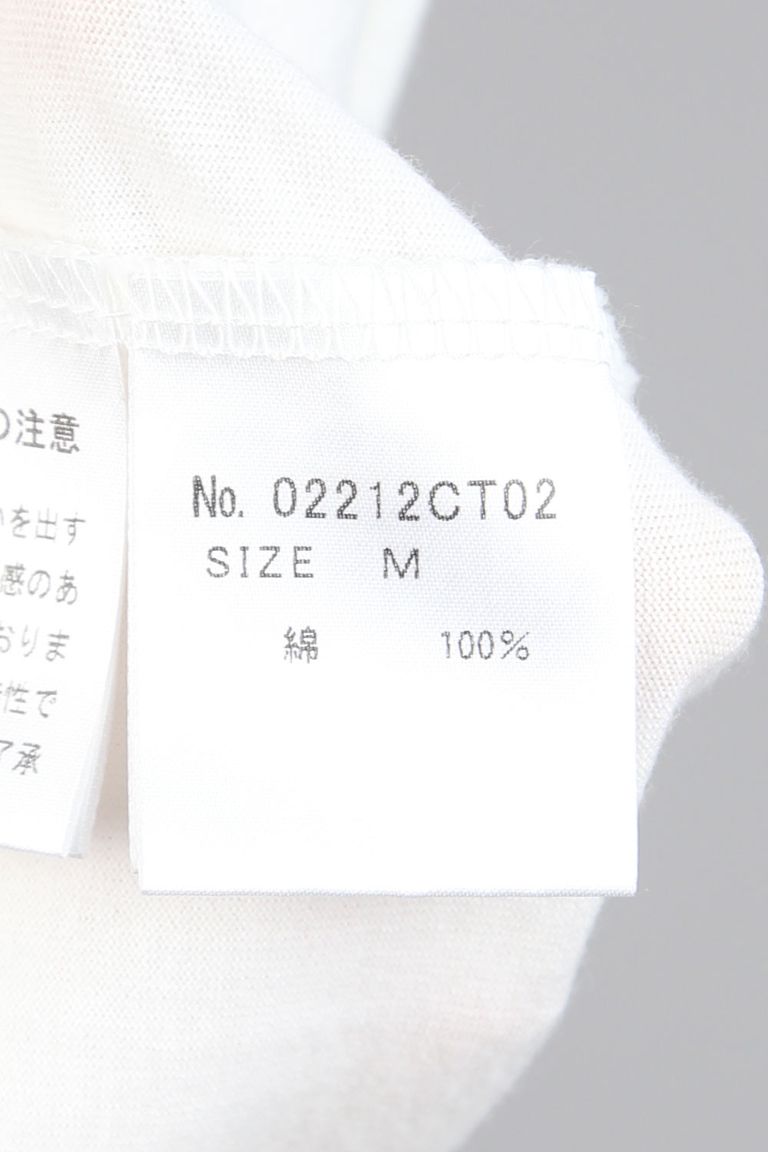 の注意
を出す
感のあ
おりま
性で
了承
No. 02212CT02
SIZE M
綿 100%